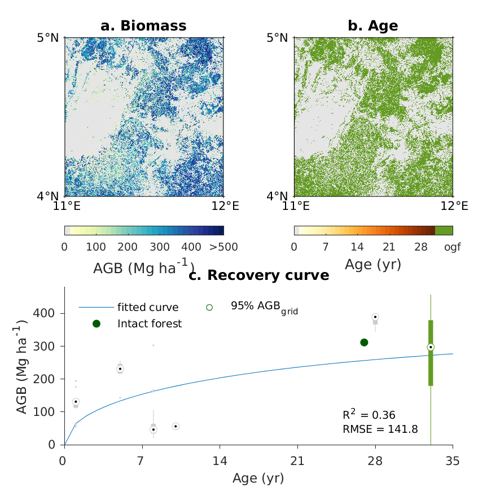 a. Biomass
b. Age
5°N
4°N
11°E
12°E
5°N
4°N
11°E
12°E
0 100 200 300 400 >500
AGB (Mg ha⁻¹)
0 7 14 21 28 ogf
Age (yr)
c. Recovery curve
fitted curve
Intact forest
95% AGB_grid
R² = 0.36
RMSE = 141.8
AGB (Mg ha⁻¹)
400
300
200
100
0
0 7 14 21 28 35
Age (yr)